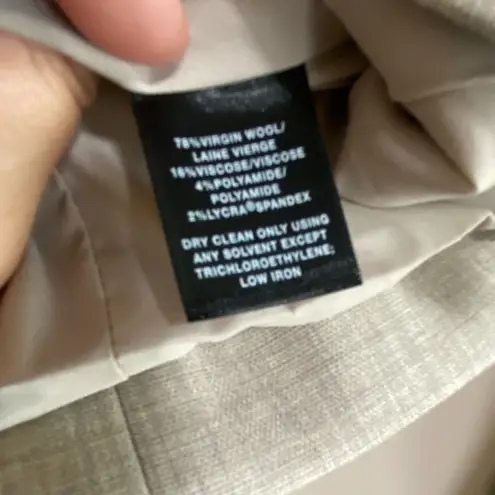 78%VIRGIN WOOL/
LAINE VIERGE
16%VISCOSE/VISCOSE
4%POLYAMIDE/
POLYAMIDE
2%LYCRA®SPANDEX
DRY CLEAN ONLY USING
ANY SOLVENT EXCEPT
TRICHLOROETHYLENE;
LOW IRON